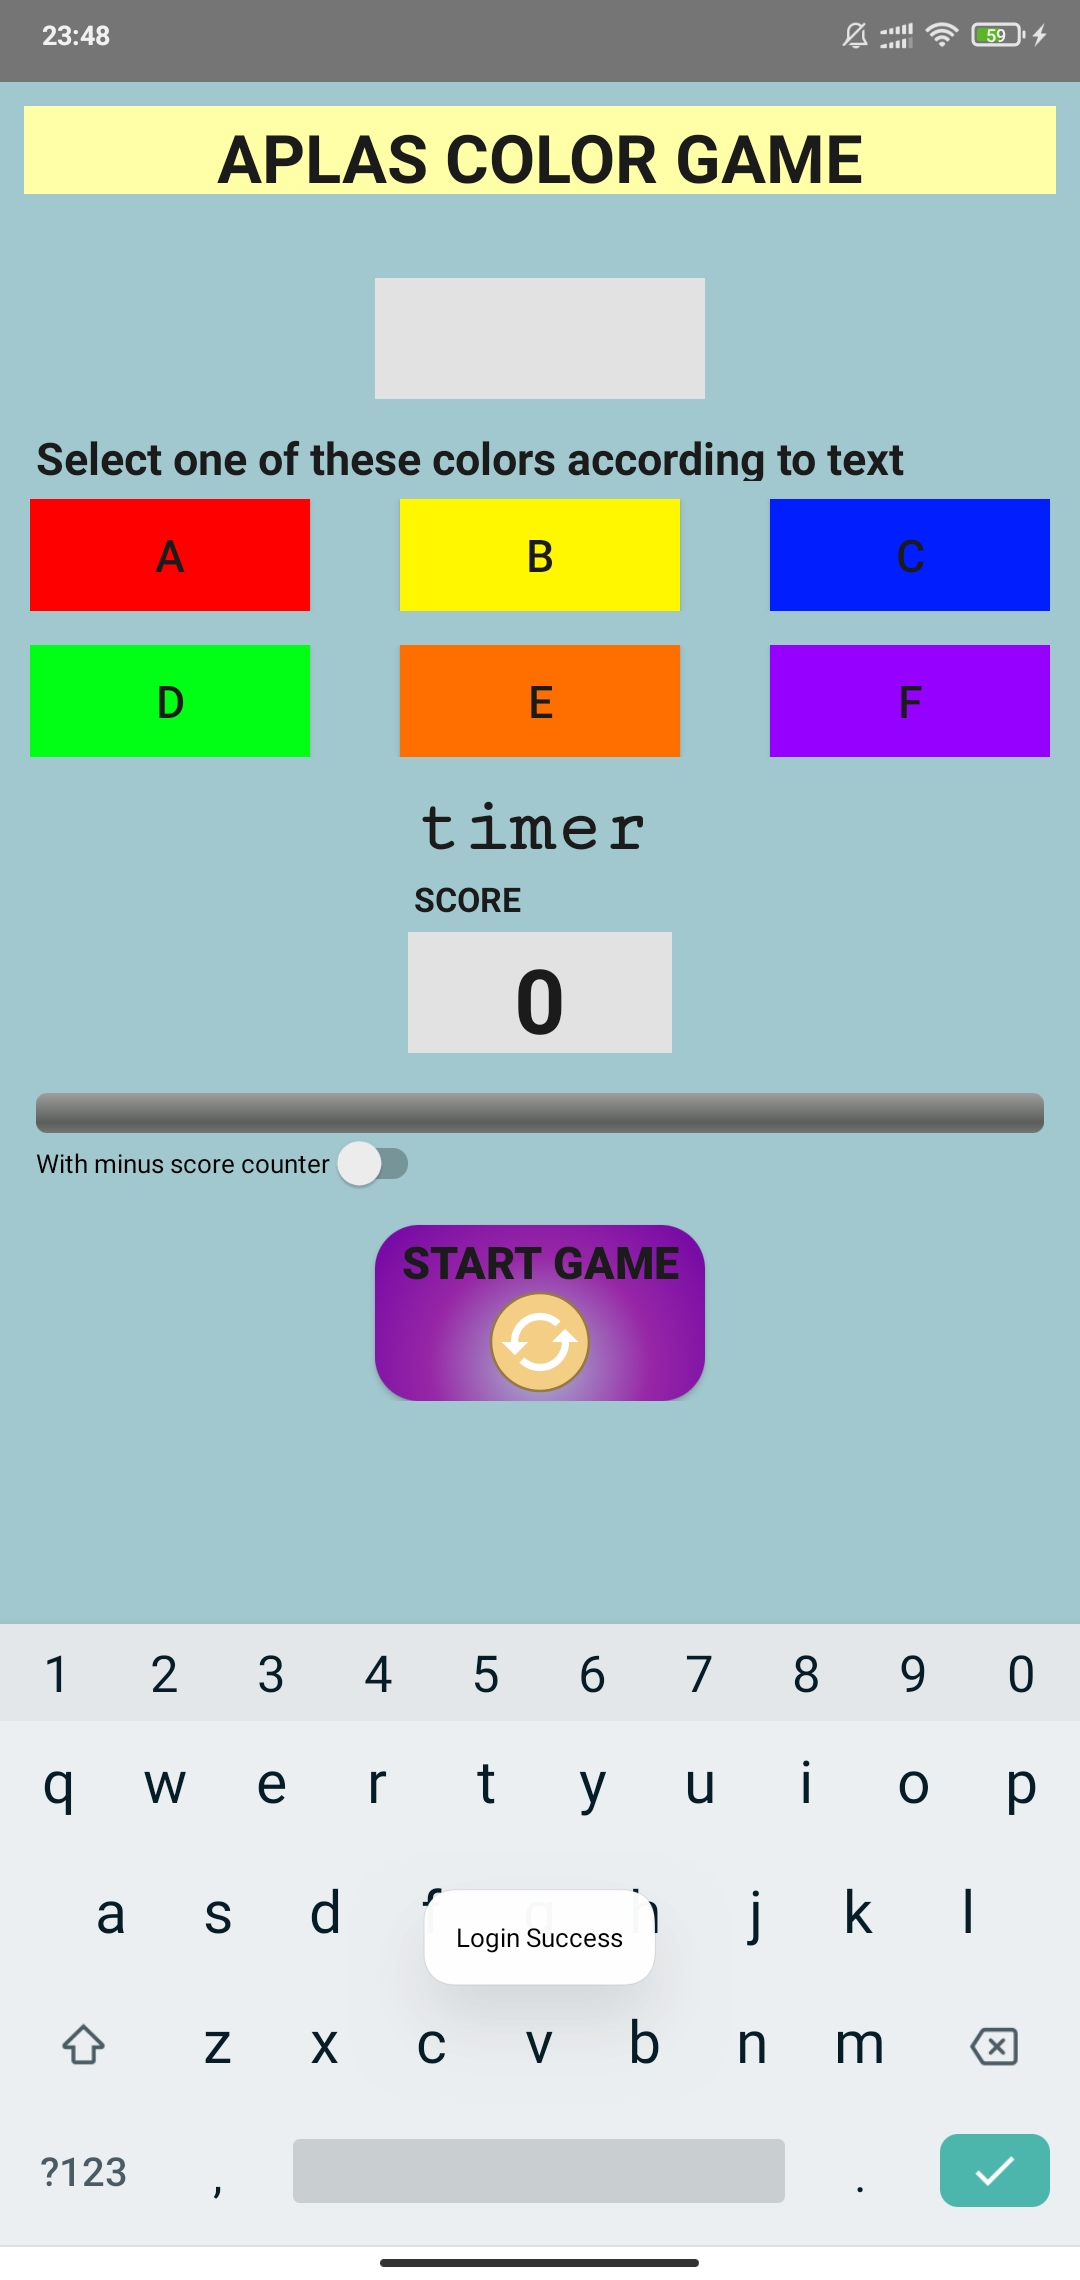 23:48
59
APLAS COLOR GAME
Select one of these colors according to text
A B C
D E F
timer
SCORE
0
With minus score counter
START GAME
1 2 3 4 5 6 7 8 9 0
q w e r t y u i o p
a s d f g h j k l
Login Success
z x c v b n m
?123 , .